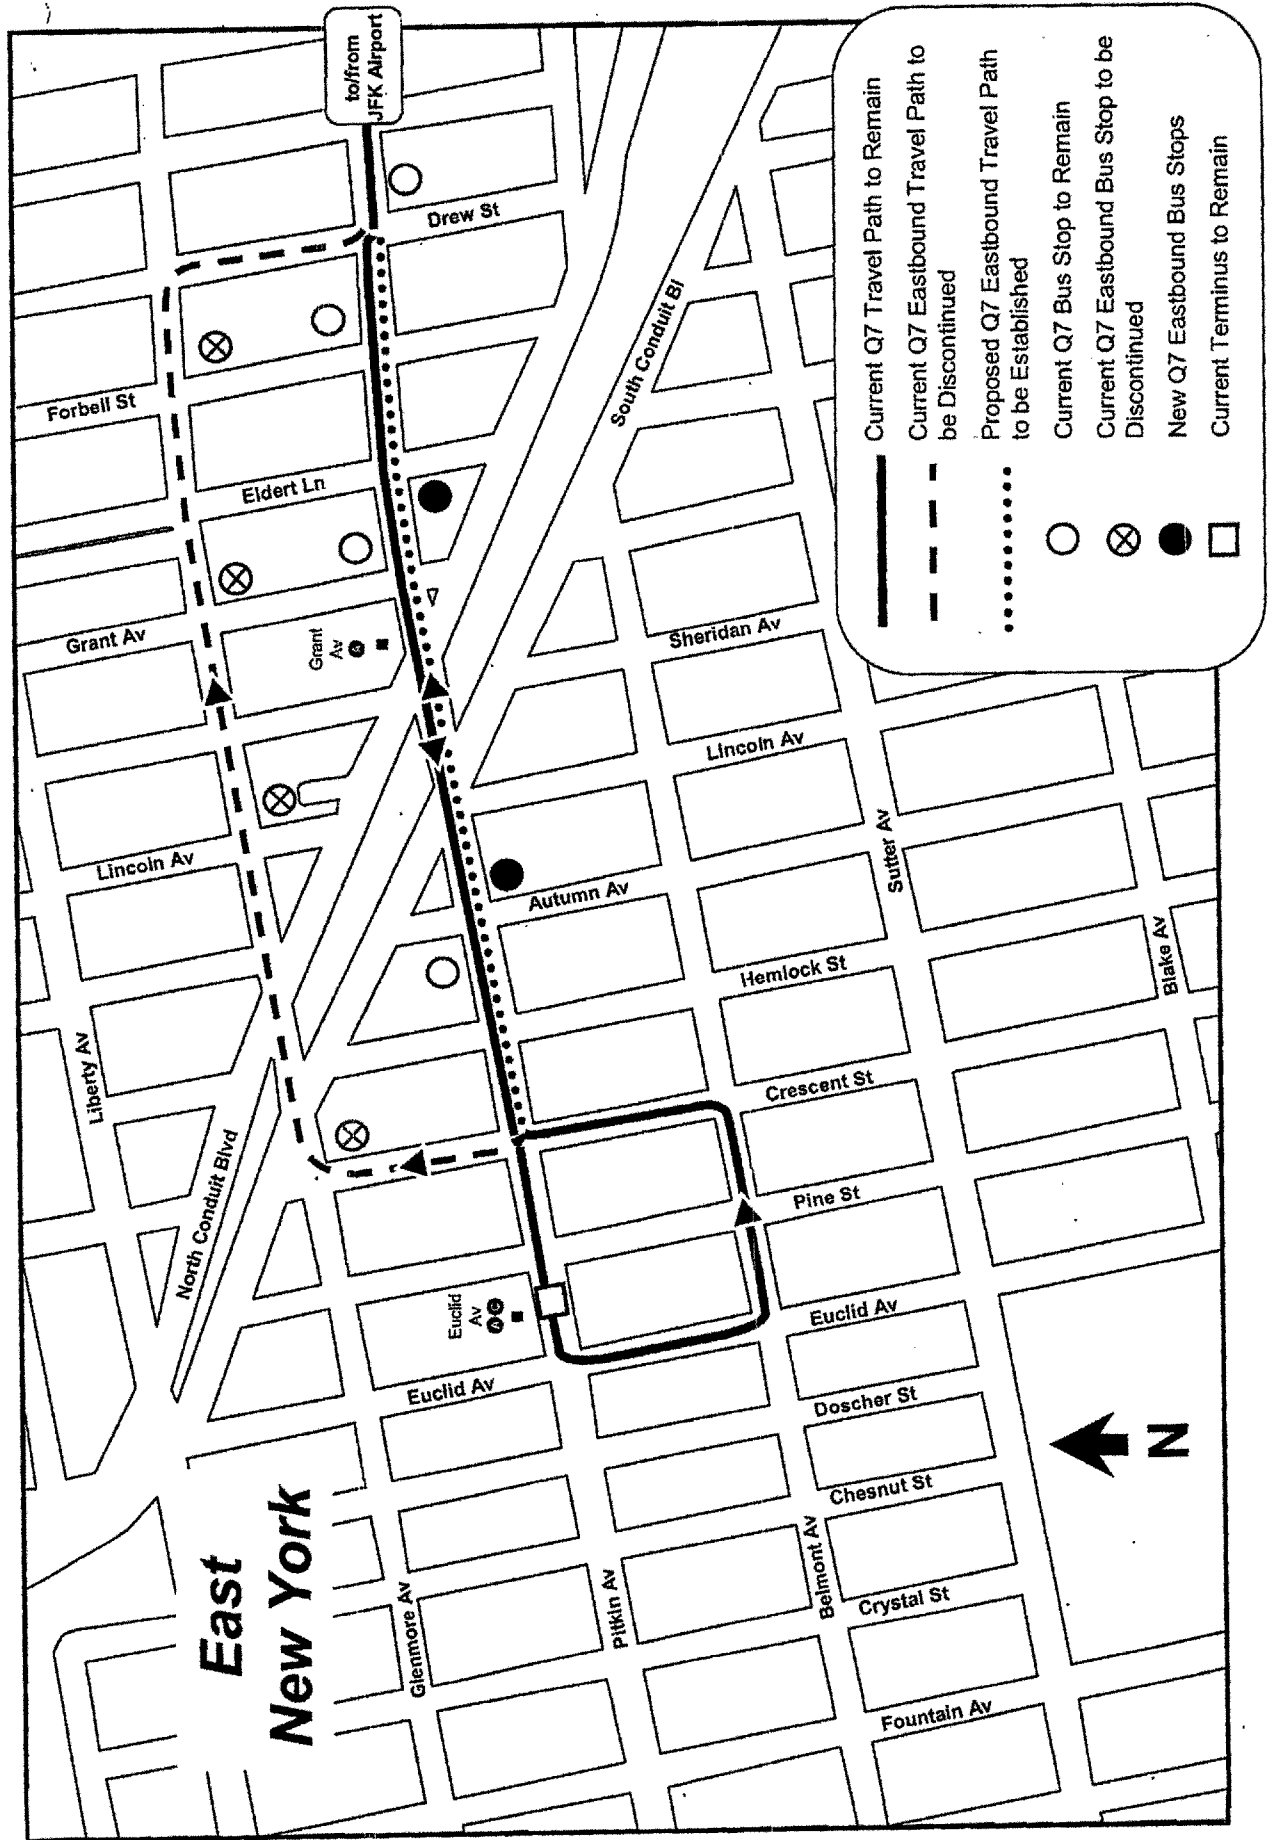 to/from
JFK Airport
Drew St
South Conduit Bl
Forbell St
Eldert Ln
Grant Av
Grant
Av
A
Sheridan Av
Lincoln Av
Lincoln Av
Autumn Av
Sutter Av
Hemlock St
Blake Av
Liberty Av
Crescent St
North Conduit Blvd
Pine St
Euclid
Av
A C
Euclid Av
Euclid Av
Doscher St
Chesnut St
Belmont Av
Crystal St
Pitkin Av
Glenmore Av
Fountain Av
East
New York
N
Current Q7 Travel Path to Remain
Current Q7 Eastbound Travel Path to
be Discontinued
Proposed Q7 Eastbound Travel Path
to be Established
Current Q7 Bus Stop to Remain
Current Q7 Eastbound Bus Stop to be
Discontinued
New Q7 Eastbound Bus Stops
Current Terminus to Remain